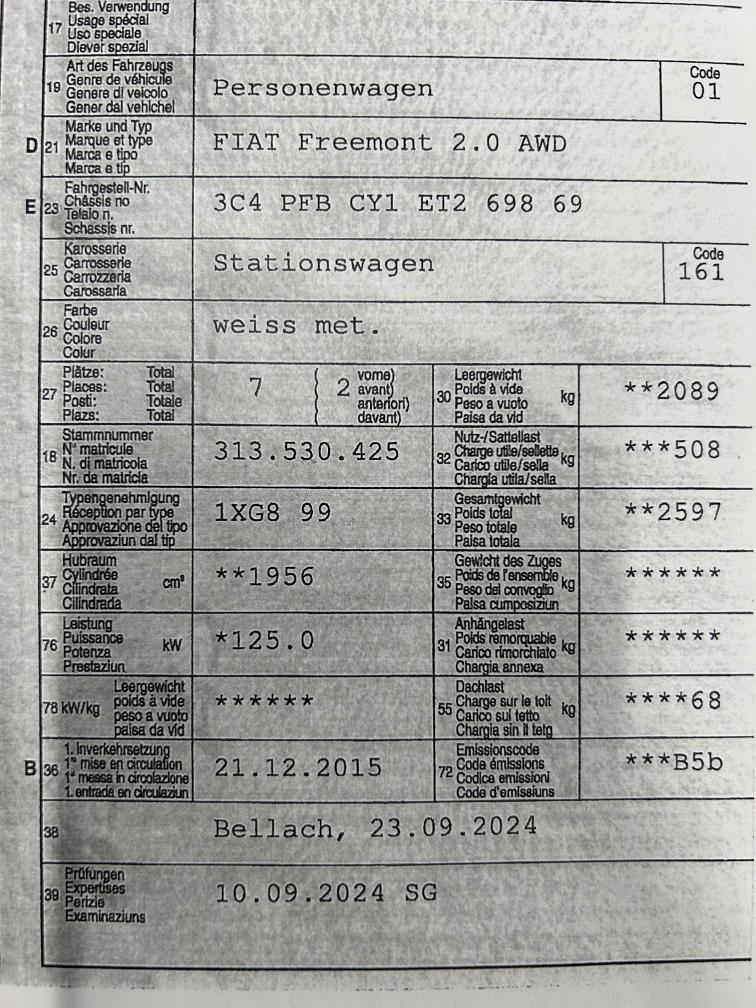 Bes. Verwendung
17 Usage spécial
Uso speciale
Diever spezial
Art des Fahrzeugs
19 Genre de véhicule
Genere di veicolo
Gener dal vehichel
Personenwagen
Code
01
Marke und Typ
D 21 Marque et type
Marca e tipo
Marca e tip
FIAT Freemont 2.0 AWD
Fahrgestell-Nr.
E 23 Châssis no
Telaio n.
Schassis nr.
3C4 PFB CY1 ET2 698 69
Karosserie
25 Carrosserie
Carrozzeria
Carossaria
Stationswagen
Code
161
Farbe
26 Couleur
Colore
Colur
weiss met.
Plätze: Total
27 Places: Total
Posti: Totale
Plazs: Total
7 ( 2 vorne)
avant)
anteriori)
davant)
Leergewicht
30 Poids à vide kg
Peso a vuoto
Paisa da vid
**2089
Stammnummer
18 N° matricule
N. di matricola
Nr. da matricla
313.530.425
Nutz-/Sattellast
32 Charge utile/sellette kg
Carico utile/sella
Chargia utila/sella
***508
Typengenehmigung
24 Réception par type
Approvazione del tipo
Approvaziun dal tip
1XG8 99
Gesamtgewicht
33 Poids total kg
Peso totale
Paisa totala
**2597
Hubraum
37 Cylindrée cm³
Cilindrata
Cilindrada
**1956
Gewicht des Zuges
35 Poids de l'ensemble kg
Peso del convoglio
Paisa cumposiziun
******
Leistung
76 Puissance kW
Potenza
Prestaziun
*125.0
Anhängelast
31 Poids remorquable kg
Carico rimorchiato
Chargia annexa
******
Leergewicht
78 kW/kg poids à vide
peso a vuoto
paisa da vid
******
Dachlast
55 Charge sur le toit kg
Carico sul tetto
Chargia sin il tetg
****68
1. Inverkehrsetzung
B 36 1re mise en circulation
1a messa in circolazione
1. entrada en circulaziun
21.12.2015
Emissionscode
72 Code émissions
Codice emissioni
Code d'emissiuns
***B5b
38
Bellach, 23.09.2024
Prüfungen
39 Expertises
Perizie
Examinaziuns
10.09.2024 SG